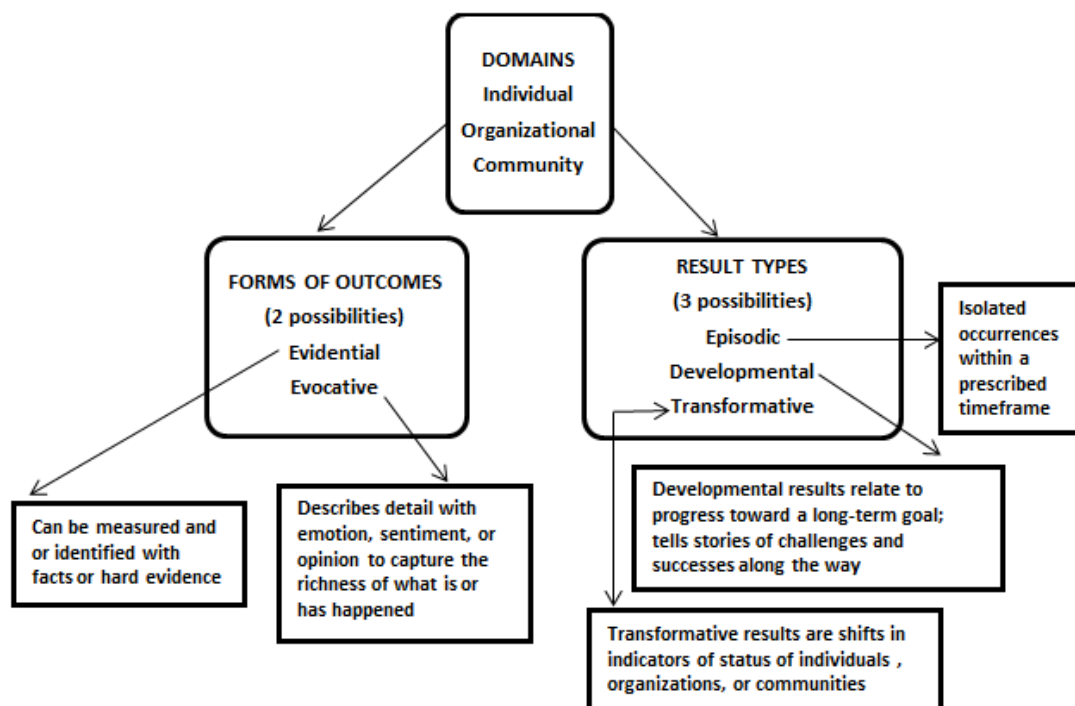 DOMAINS
Individual
Organizational
Community
FORMS OF OUTCOMES
(2 possibilities)
Evidential
Evocative
RESULT TYPES
(3 possibilities)
Episodic
Developmental
Transformative
Isolated
occurrences
within a
prescribed
timeframe
Can be measured and
or identified with
facts or hard evidence
Describes detail with
emotion, sentiment, or
opinion to capture the
richness of what is or
has happened
Developmental results relate to
progress toward a long-term goal;
tells stories of challenges and
successes along the way
Transformative results are shifts in
indicators of status of individuals ,
organizations, or communities